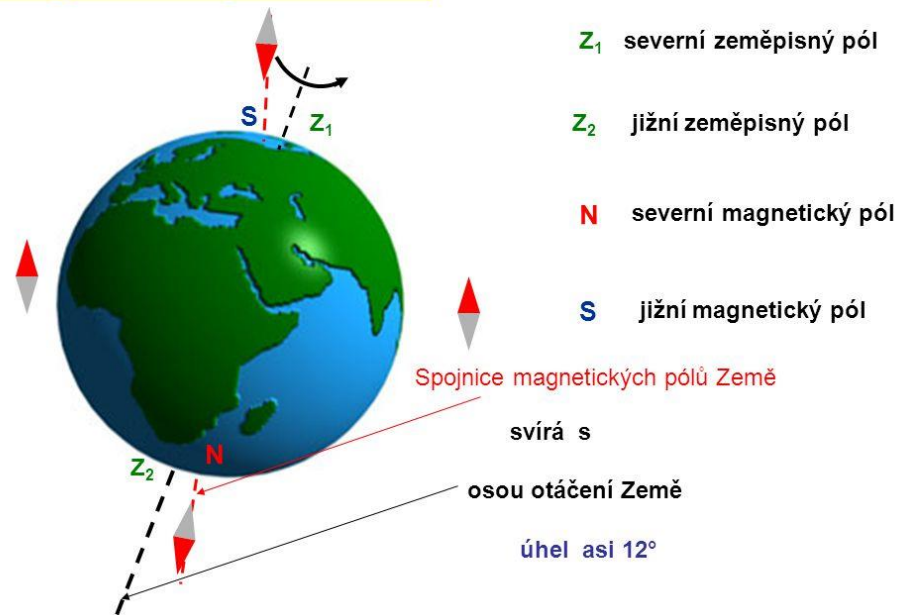 Z₁ severní zeměpisný pól
S
Z₁
Z₂ jižní zeměpisný pól
N severní magnetický pól
S jižní magnetický pól
Spojnice magnetických pólů Země
svírá s
Z₂
N
osou otáčení Země
úhel asi 12°